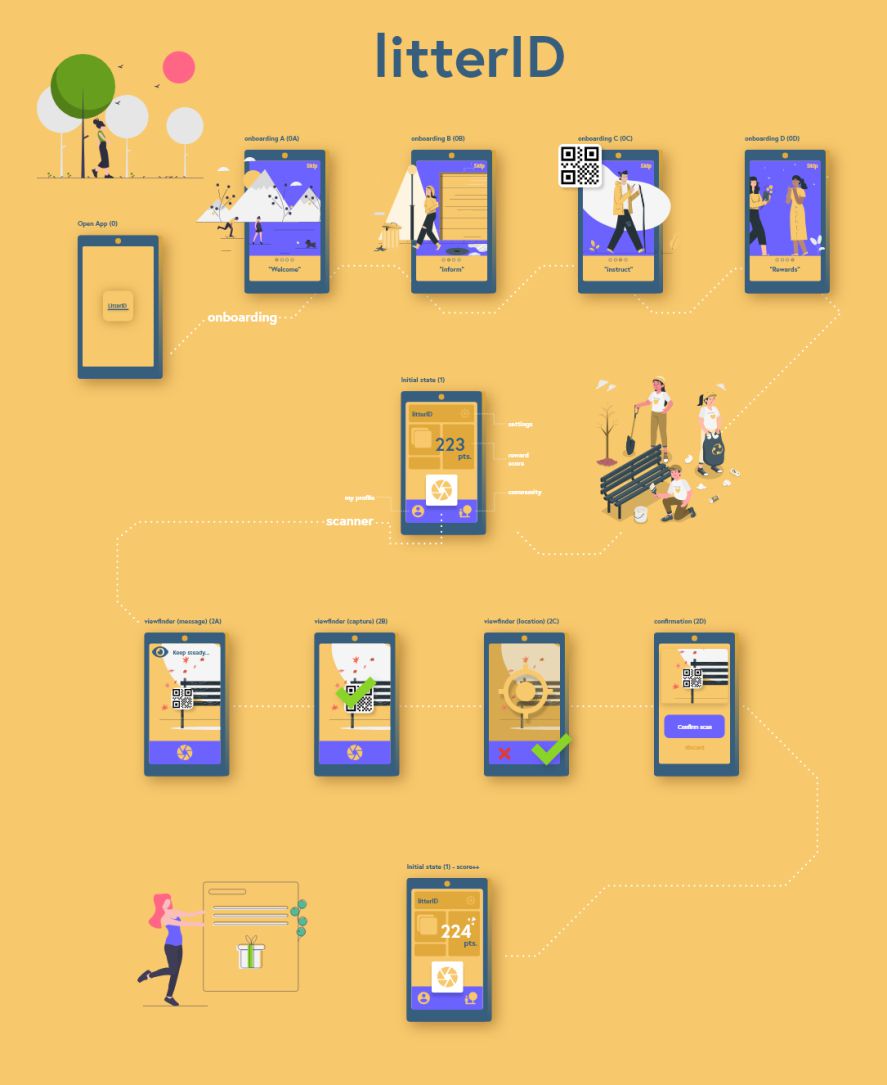 litterID
onboarding A (0A)
onboarding B (0B)
onboarding C (0C)
onboarding D (0D)
Skip
Skip
Skip
Skip
Open App (0)
LitterID
"Welcome"
"Inform"
"instruct"
"Rewards"
onboarding
Initial state (1)
litterID
settings
223
pts.
reward
score
my profile
community
scanner
viewfinder (message) (2A)
viewfinder (capture) (2B)
viewfinder (location) (2C)
confirmation (2D)
Keep steady...
Confirm scan
discard
Initial state (1) - score++
litterID
224
pts.